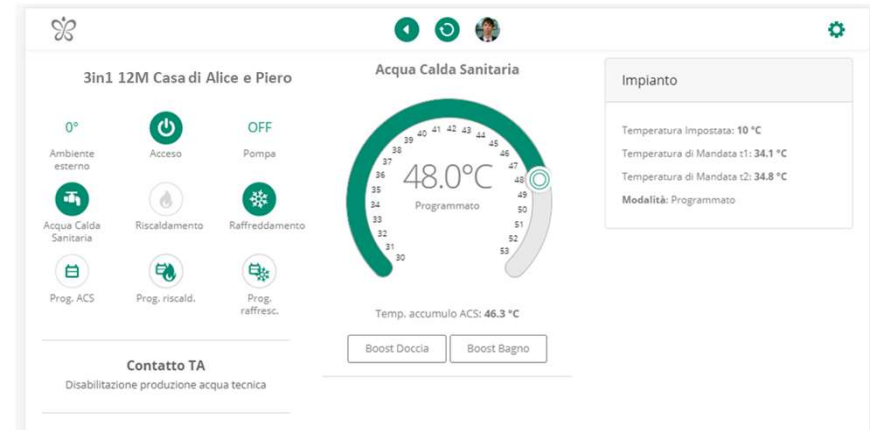 3in1 12M Casa di Alice e Piero
0°
OFF
Ambiente
esterno
Acceso
Pompa
Acqua Calda
Sanitaria
Riscaldamento
Raffreddamento
Prog. ACS
Prog. riscald.
Prog.
raffresc.
Contatto TA
Disabilitazione produzione acqua tecnica
Acqua Calda Sanitaria
30
31
32
33
34
35
36
37
38
39
40
41
42
43
44
45
46
47
48
49
50
51
52
53
48.0°C
Programmato
Temp. accumulo ACS: 46.3 °C
Boost Doccia
Boost Bagno
Impianto
Temperatura Impostata: 10 °C
Temperatura di Mandata t1: 34.1 °C
Temperatura di Mandata t2: 34.8 °C
Modalità: Programmato